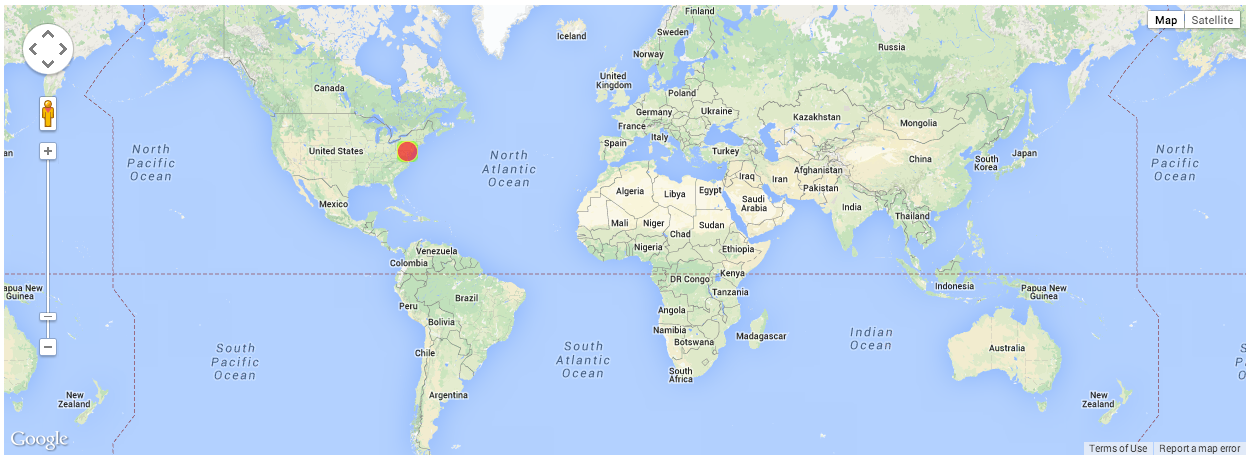 Finland
Map
Satellite
Iceland
Sweden
Russia
Norway
United
Kingdom
Canada
Poland
Germany
Ukraine
Kazakhstan
France
Mongolia
Italy
Spain
North
Pacific
Ocean
United States
North
Atlantic
Ocean
Turkey
China
South
Korea
Japan
North
Pacific
Ocean
an
Iraq
Iran
Afghanistan
Pakistan
Algeria
Libya
Egypt
Saudi
Arabia
Mexico
India
Mali
Niger
Chad
Sudan
Thailand
Nigeria
Ethiopia
Venezuela
Colombia
DR Congo
Kenya
apua New
Guinea
Indonesia
Papua New
Guinea
Brazil
Tanzania
Peru
Angola
Bolivia
Namibia
Botswana
Madagascar
Indian
Ocean
South
Pacific
Ocean
Chile
South
Atlantic
Ocean
Australia
S
P
O
South
Africa
Argentina
New
Zealand
New
Zealand
Google
Terms of Use
Report a map error